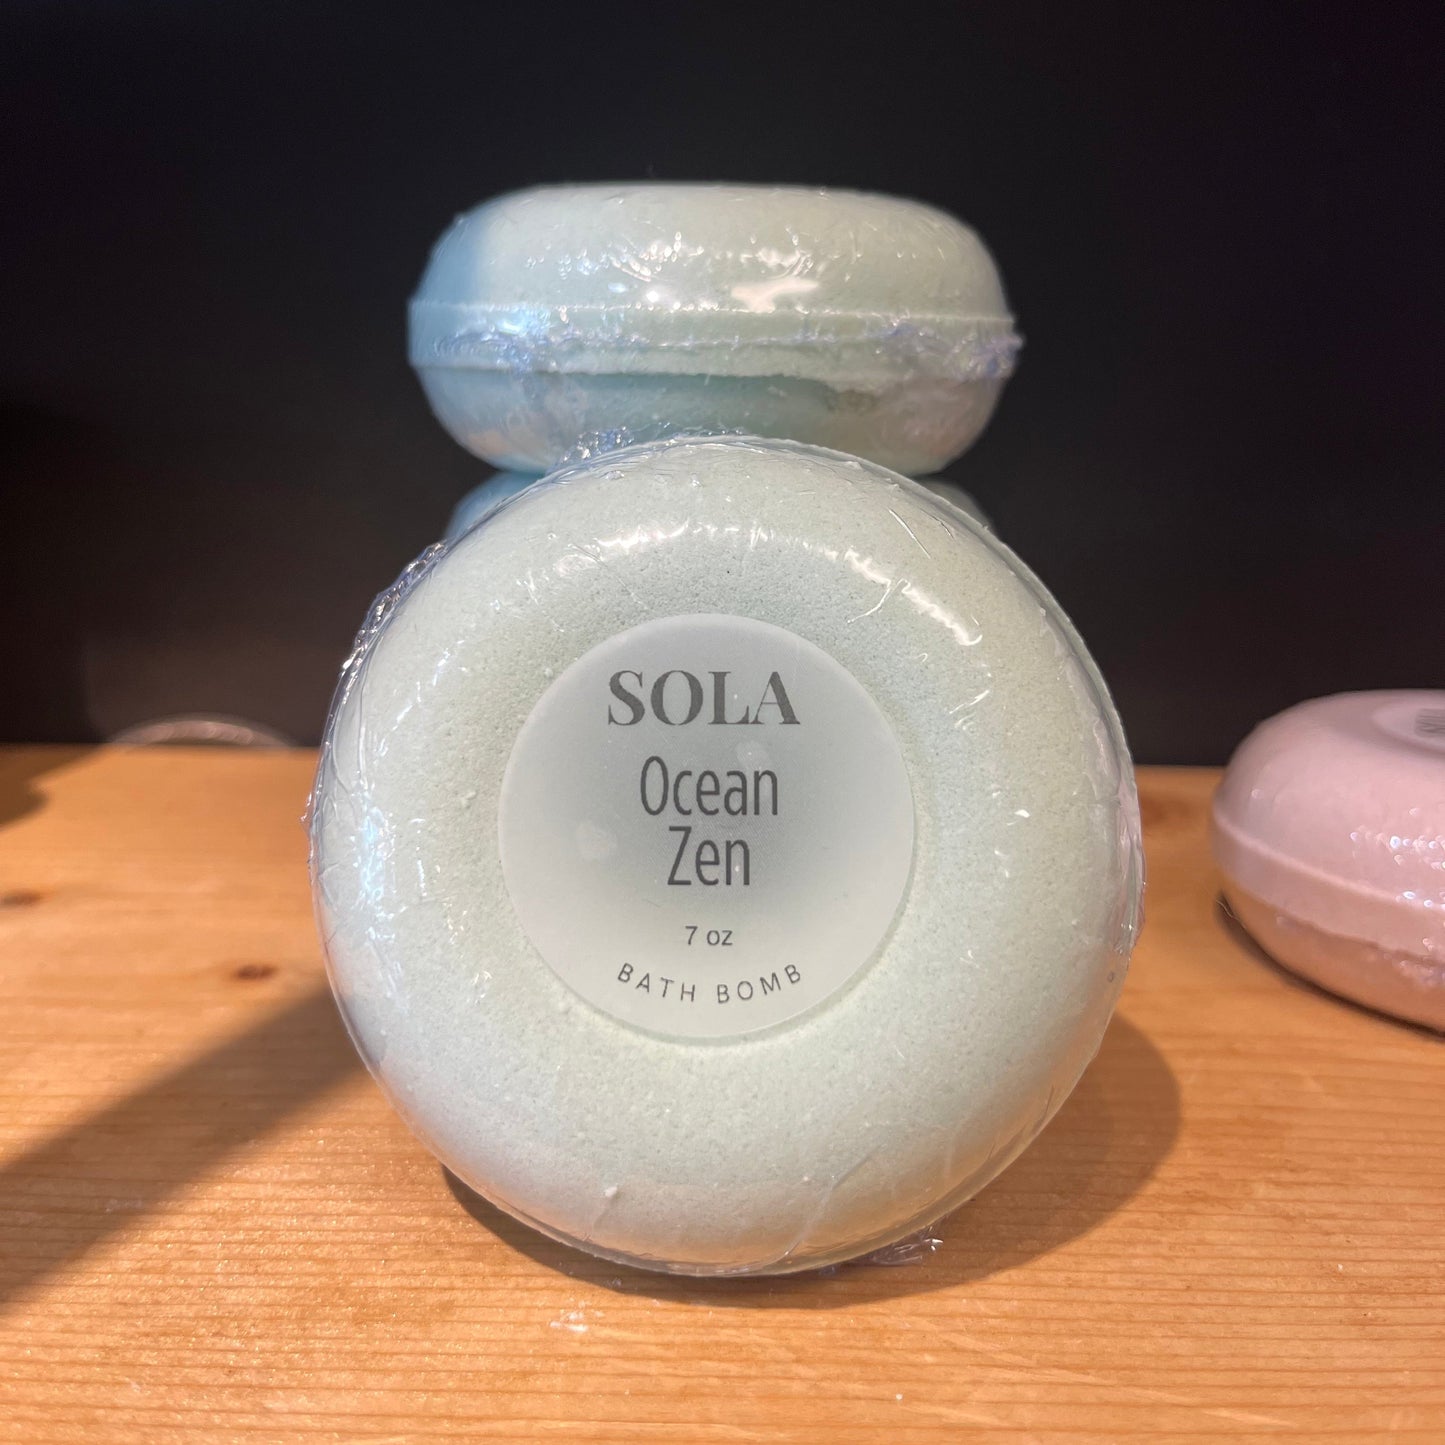 SOLA
Ocean
Zen
7 oz
BATH BOMB